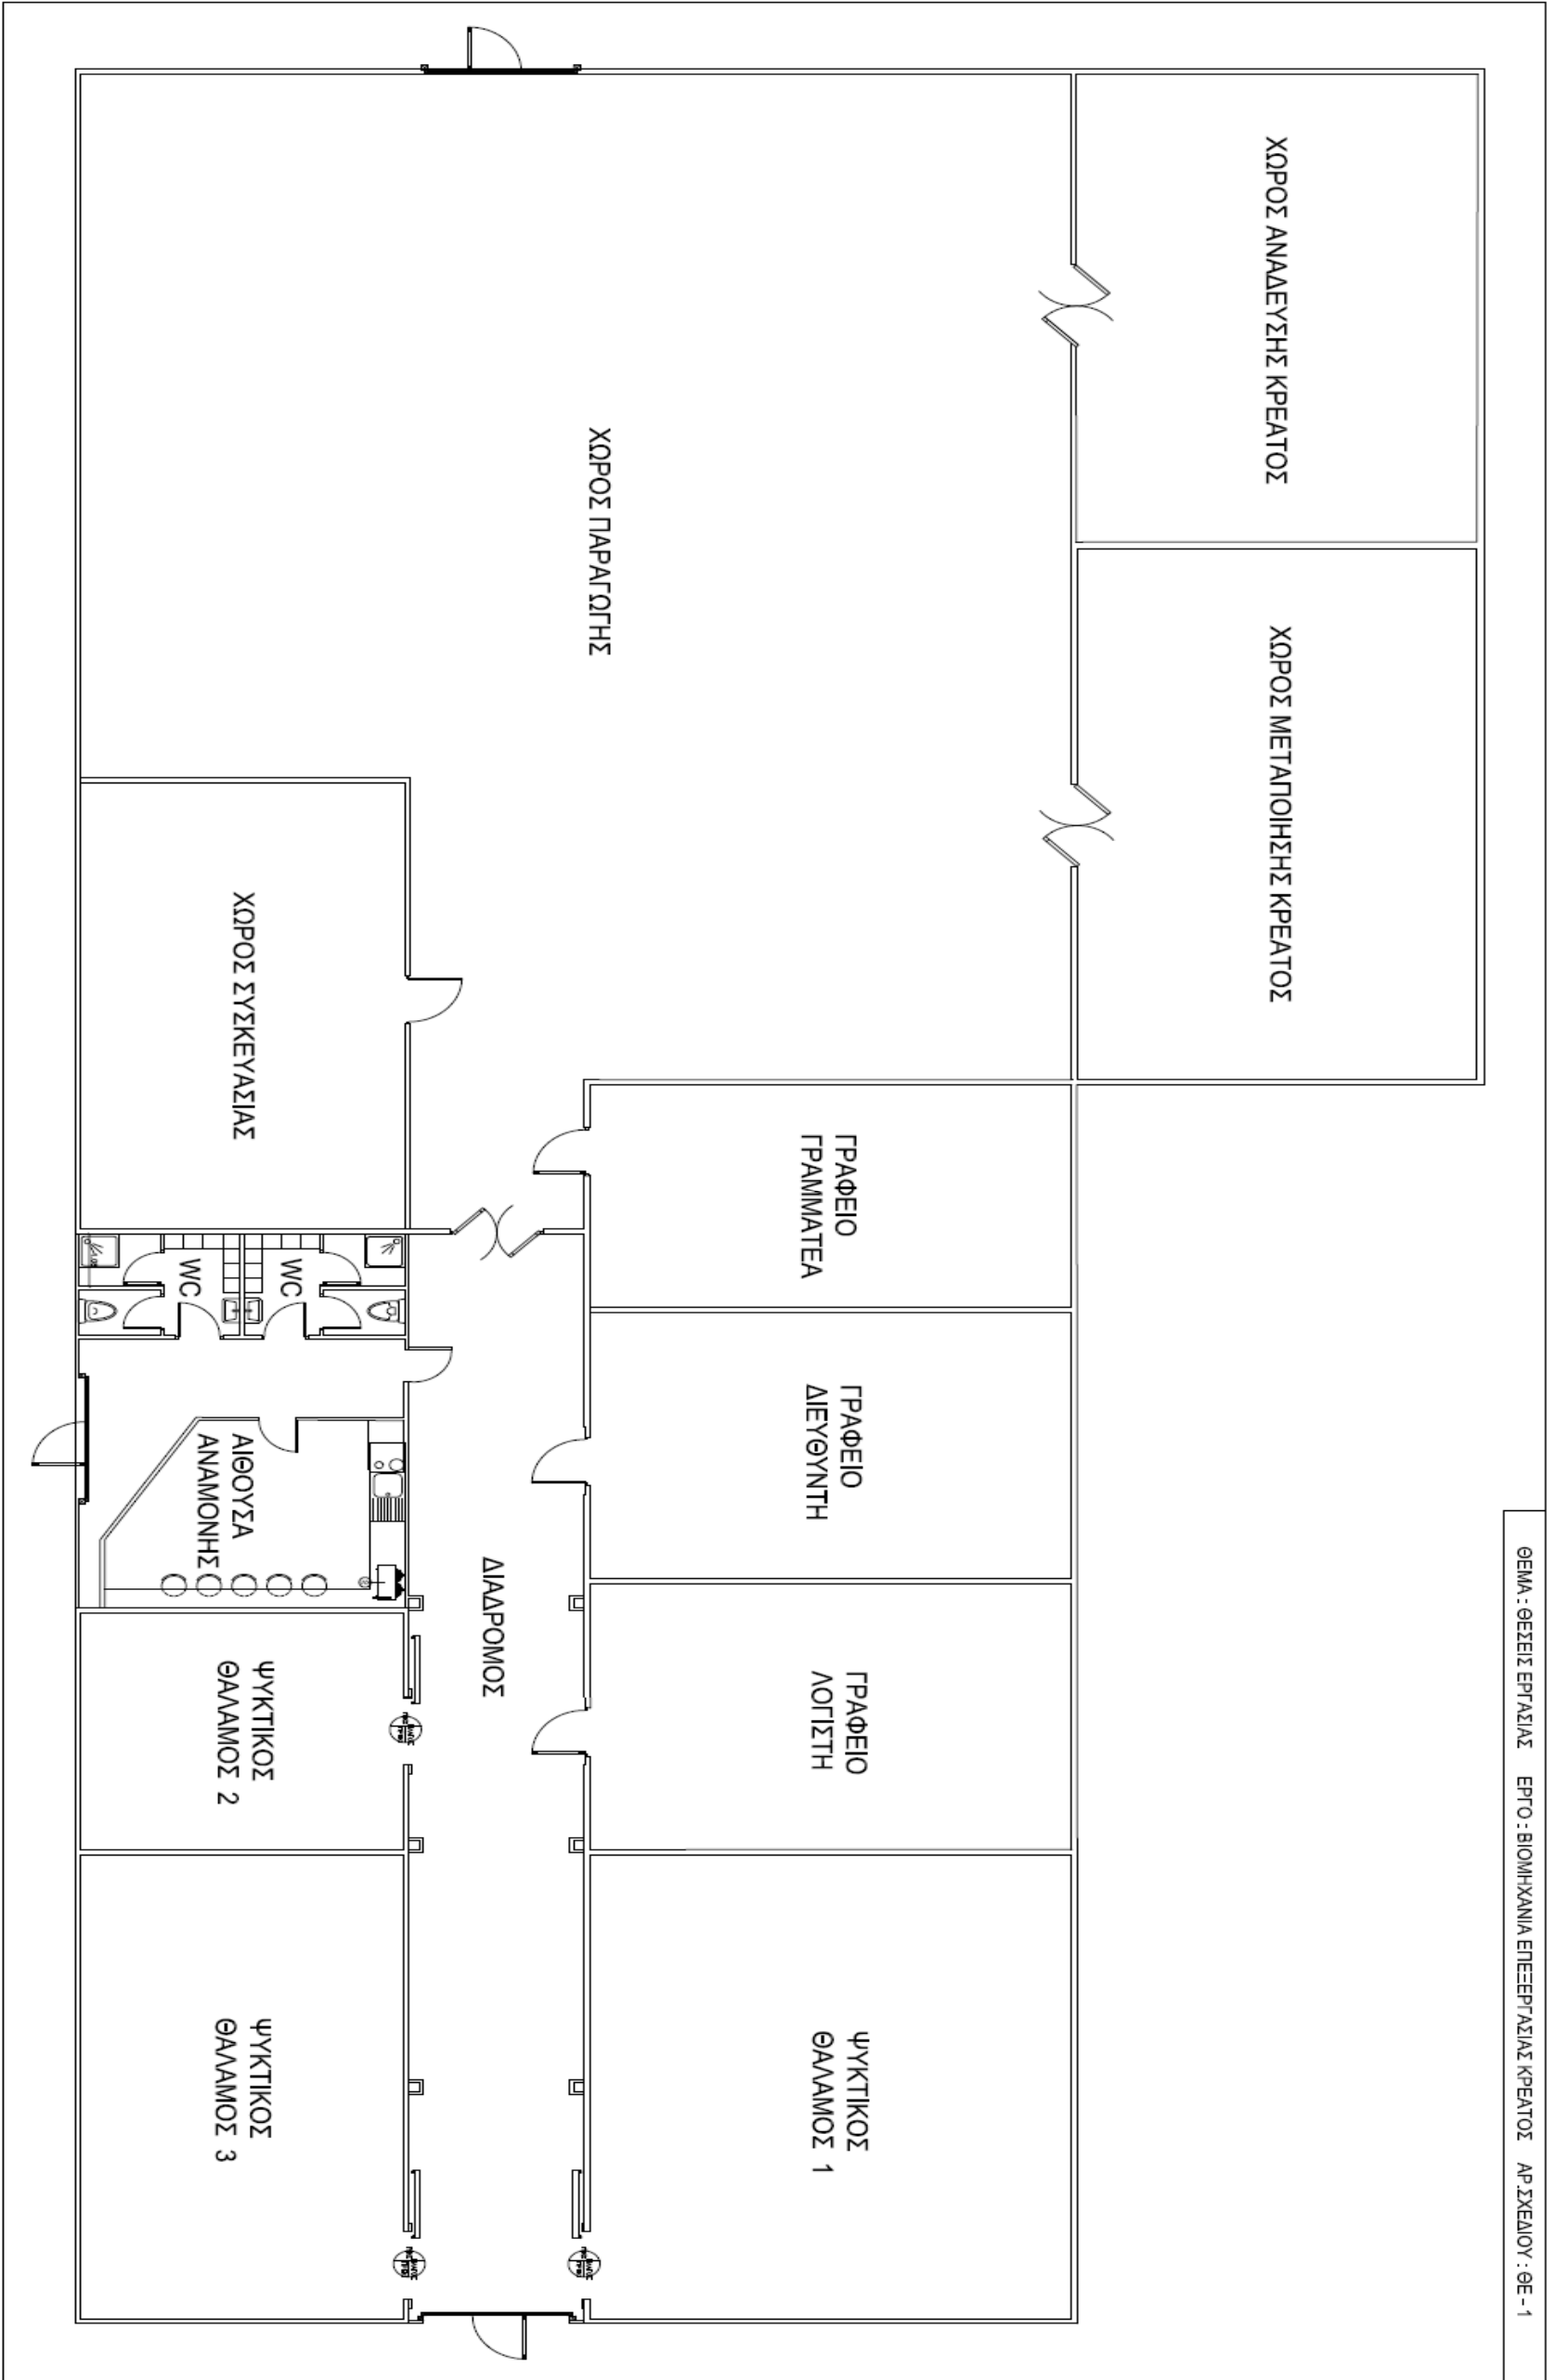 ΧΩΡΟΣ ΑΝΑΔΕΥΣΗΣ ΚΡΕΑΤΟΣ
ΧΩΡΟΣ ΜΕΤΑΠΟΙΗΣΗΣ ΚΡΕΑΤΟΣ
ΧΩΡΟΣ ΠΑΡΑΓΩΓΗΣ
ΓΡΑΦΕΙΟ
ΓΡΑΜΜΑΤΕΑ
ΓΡΑΦΕΙΟ
ΔΙΕΥΘΥΝΤΗ
ΓΡΑΦΕΙΟ
ΛΟΓΙΣΤΗ
ΨΥΚΤΙΚΟΣ
ΘΑΛΑΜΟΣ 1
ΔΙΑΔΡΟΜΟΣ
ΧΩΡΟΣ ΣΥΣΚΕΥΑΣΙΑΣ
WC
WC
ΑΙΘΟΥΣΑ
ΑΝΑΜΟΝΗΣ
ΨΥΚΤΙΚΟΣ
ΘΑΛΑΜΟΣ 2
ΨΥΚΤΙΚΟΣ
ΘΑΛΑΜΟΣ 3
ΘΕΜΑ : ΘΕΣΕΙΣ ΕΡΓΑΣΙΑΣ ΕΡΓΟ : ΒΙΟΜΗΧΑΝΙΑ ΕΠΕΞΕΡΓΑΣΙΑΣ ΚΡΕΑΤΟΣ ΑΡ.ΣΧΕΔΙΟΥ : ΘΕ - 1